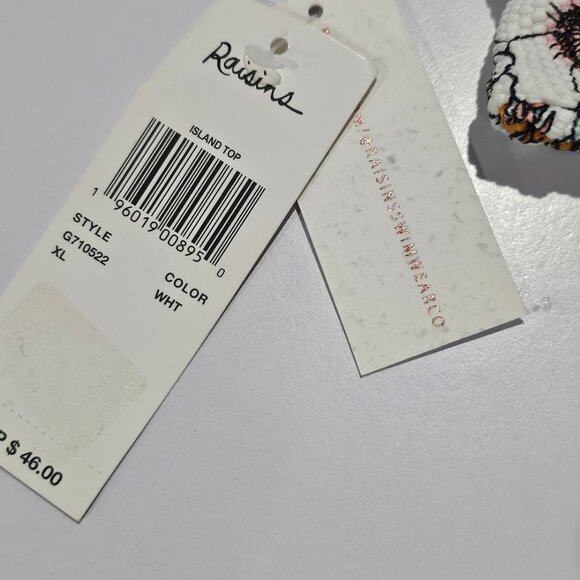 Raisins
ISLAND TOP
1 96019 00895 0
STYLE
G710522
XL
COLOR
WHT
P $ 46.00
@RAISINSSWIMWEARCO